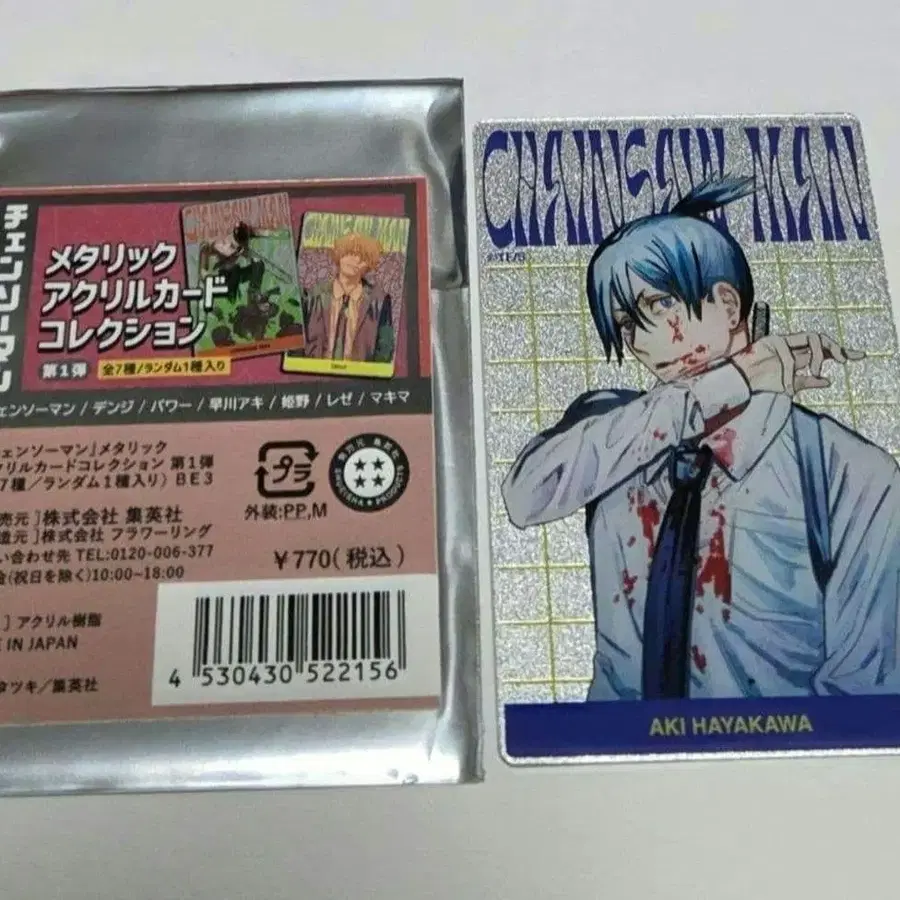 チェンソーマン
メタリック
アクリルカード
コレクション
第1弾
全7種/ランダム1種入り
CHAINSAW MAN
CHAINSAW MAN
ェンソーマン / デンジ / パワー / 早川アキ / 姫野 / レゼ / マキマ
ェンソーマン』メタリック
クリルカードコレクション 第1弾
7種/ランダム1種入り) BE3
売元]株式会社 集英社
造元]株式会社 フラワーリング
い合わせ先 TEL:0120-006-377
金(祝日を除く)10:00~18:00
] アクリル樹脂
E IN JAPAN
タツキ/集英社
プラ
外装:PP,M
SHUEISHA
PRODUCTS
¥770(税込)
4 530430 522156
CHAINSAW MAN
AKI HAYAKAWA